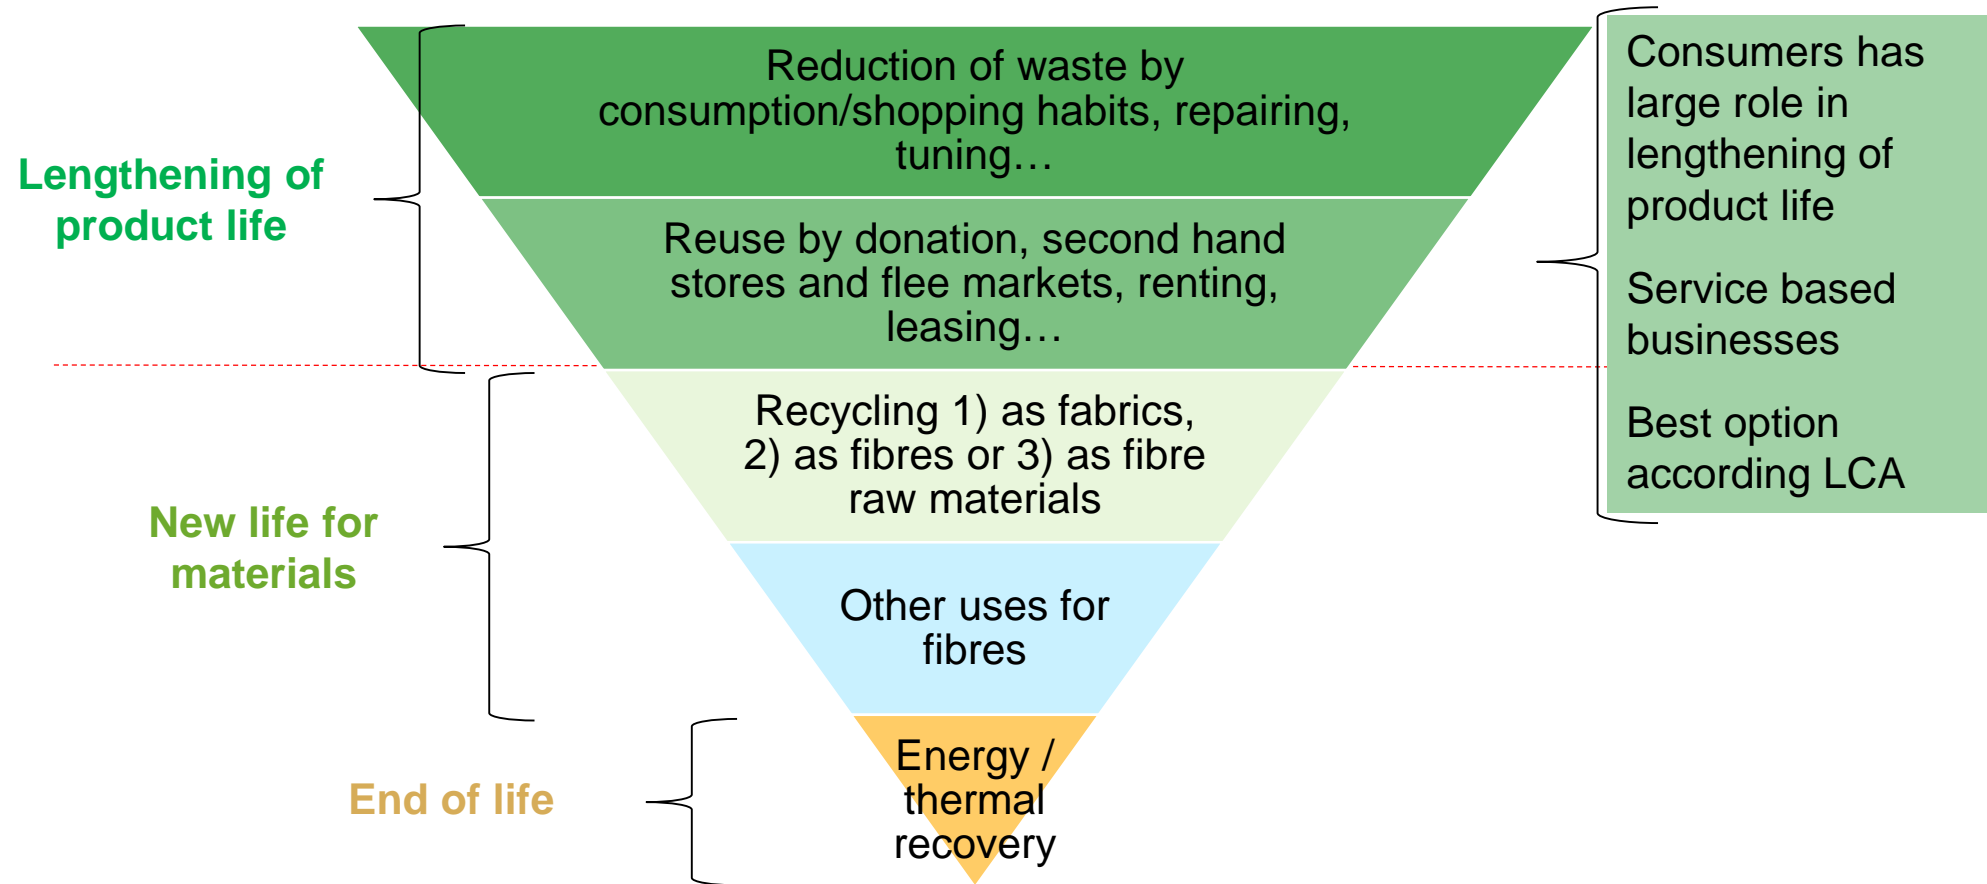 Reduction of waste by
consumption/shopping habits, repairing,
tuning…
Reuse by donation, second hand
stores and flee markets, renting,
leasing…
Recycling 1) as fabrics,
2) as fibres or 3) as fibre
raw materials
Other uses for
fibres
Energy /
thermal
recovery
Lengthening of
product life
New life for
materials
End of life
Consumers has
large role in
lengthening of
product life
Service based
businesses
Best option
according LCA